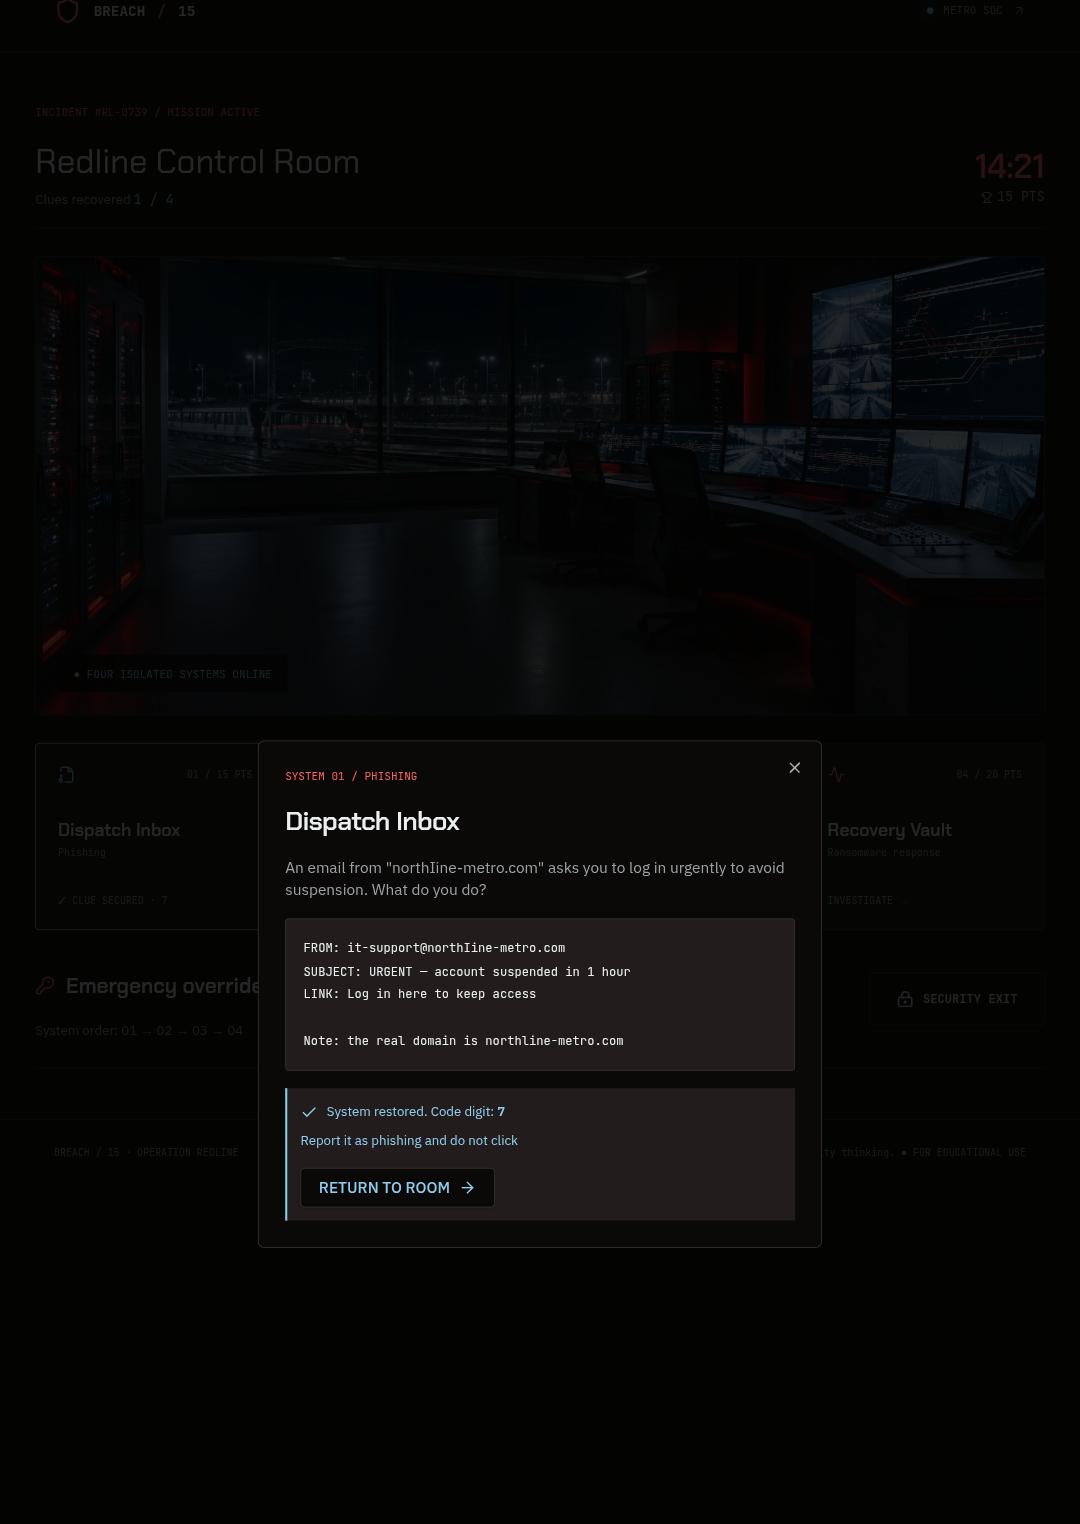 BREACH / 15
METRO SOC
INCIDENT #RL-0739 / MISSION ACTIVE
Redline Control Room
14:21
Clues recovered 1 / 4
15 PTS
● FOUR ISOLATED SYSTEMS ONLINE
01 / 15 PTS
04 / 20 PTS
Dispatch Inbox
Recovery Vault
Phishing
Ransomware response
✓ CLUE SECURED · 7
INVESTIGATE
SYSTEM 01 / PHISHING
Dispatch Inbox
An email from "northIine-metro.com" asks you to log in urgently to avoid
suspension. What do you do?
FROM: it-support@northIine-metro.com
SUBJECT: URGENT — account suspended in 1 hour
LINK: Log in here to keep access
Note: the real domain is northline-metro.com
System restored. Code digit: 7
Report it as phishing and do not click
RETURN TO ROOM →
Emergency override
SECURITY EXIT
System order: 01 → 02 → 03 → 04
BREACH / 15 · OPERATION REDLINE
ty thinking. ● FOR EDUCATIONAL USE